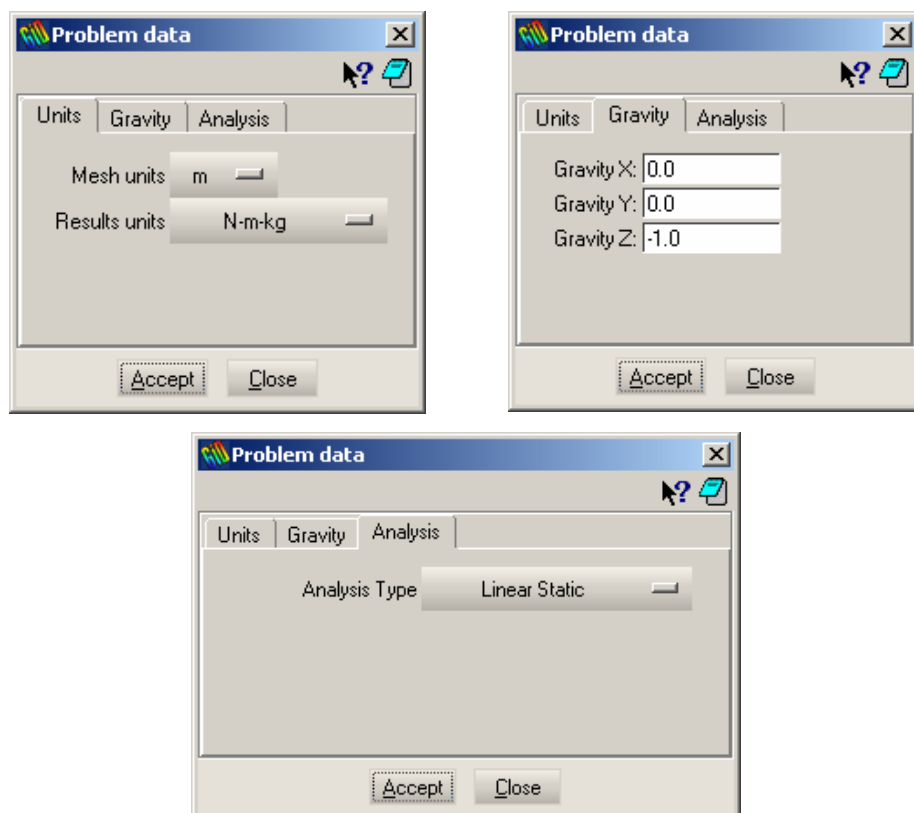 Problem data
Units Gravity Analysis
Mesh units m
Results units N-m-kg
Accept Close
Problem data
Units Gravity Analysis
Gravity X: 0.0
Gravity Y: 0.0
Gravity Z: -1.0
Accept Close
Problem data
Units Gravity Analysis
Analysis Type Linear Static
Accept Close